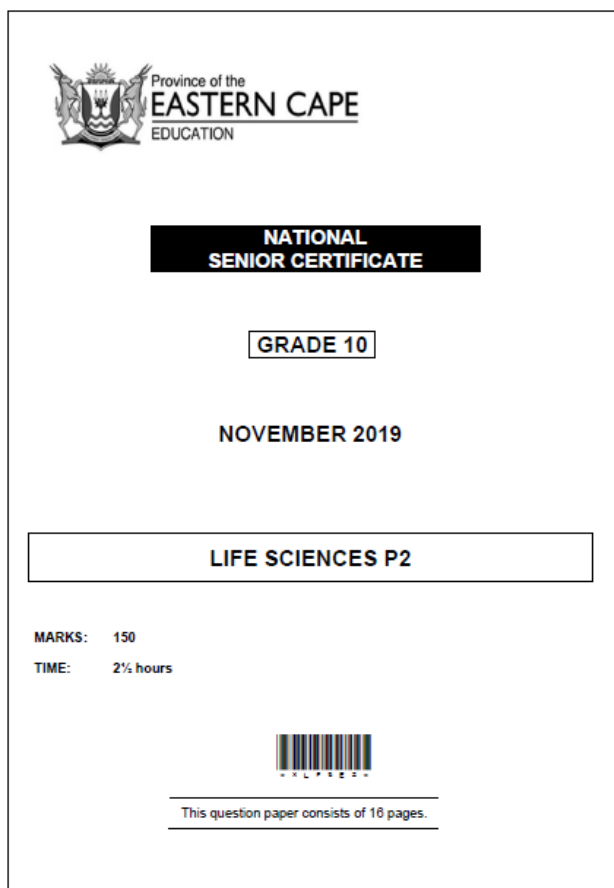 Province of the
EASTERN CAPE
EDUCATION
NATIONAL
SENIOR CERTIFICATE
GRADE 10
NOVEMBER 2019
LIFE SCIENCES P2
MARKS: 150
TIME: 2½ hours
This question paper consists of 16 pages.